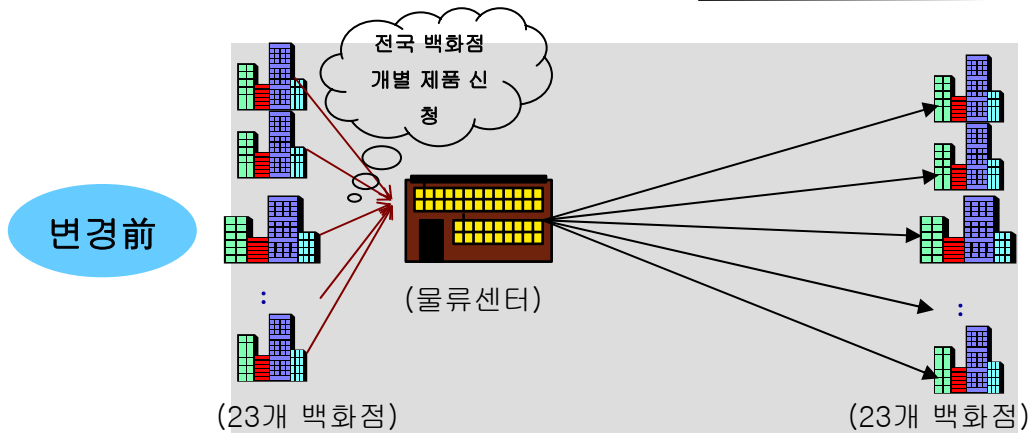 전국 백화점
개별 제품 신
청
변경前
(물류센터)
:
:
(23개 백화점)
(23개 백화점)